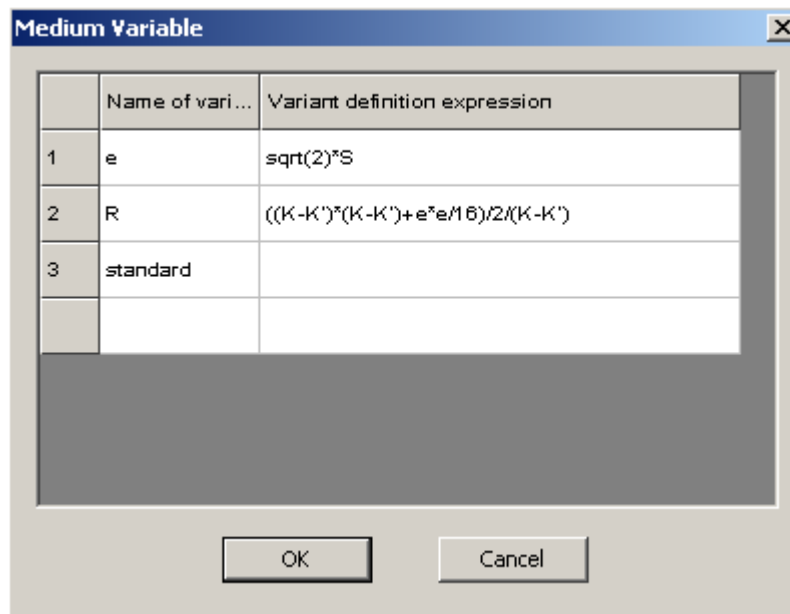 Medium Variable
Name of vari... Variant definition expression
1 e sqrt(2)*S
2 R ((K-K')*(K-K')+e*e/16)/2/(K-K')
3 standard
OK Cancel